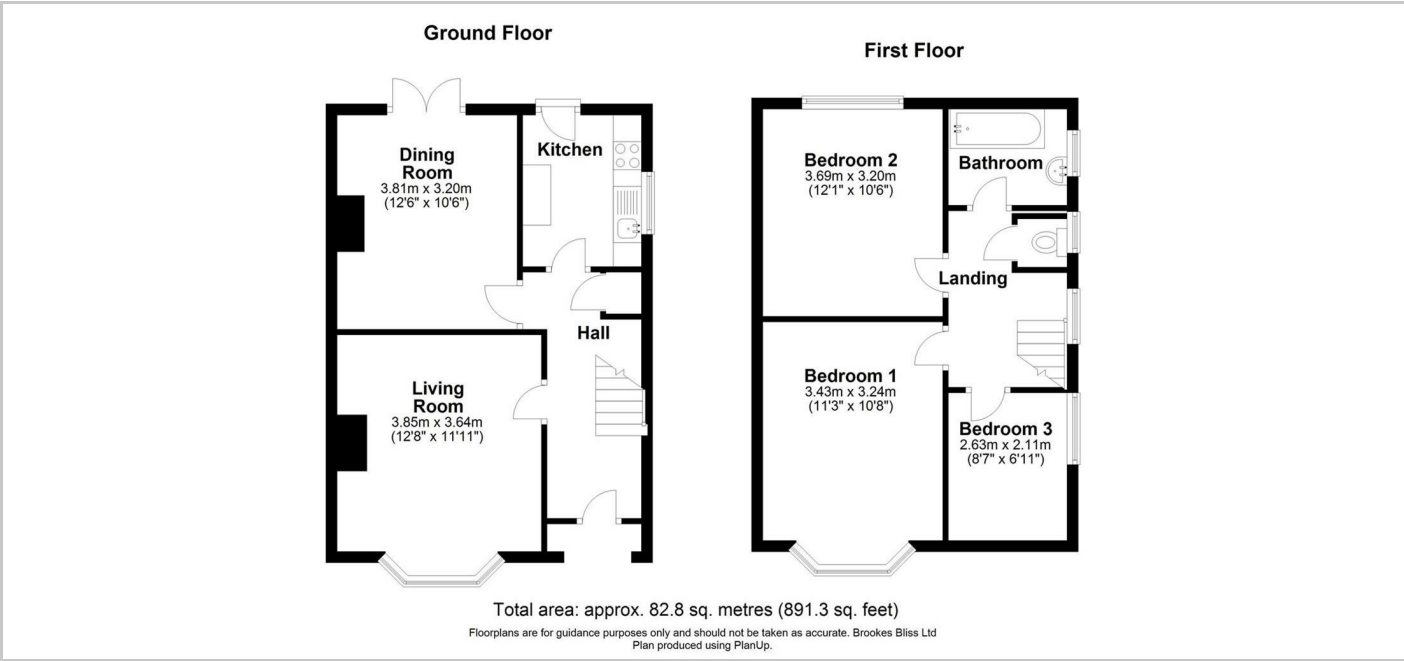 Ground Floor
First Floor
Dining
Room
3.81m x 3.20m
(12'6" x 10'6")
Kitchen
Hall
Living
Room
3.85m x 3.64m
(12'8" x 11'11")
Bedroom 2
3.69m x 3.20m
(12'1" x 10'6")
Bathroom
Landing
Bedroom 1
3.43m x 3.24m
(11'3" x 10'8")
Bedroom 3
2.63m x 2.11m
(8'7" x 6'11")
Total area: approx. 82.8 sq. metres (891.3 sq. feet)
Floorplans are for guidance purposes only and should not be taken as accurate. Brookes Bliss Ltd
Plan produced using PlanUp.